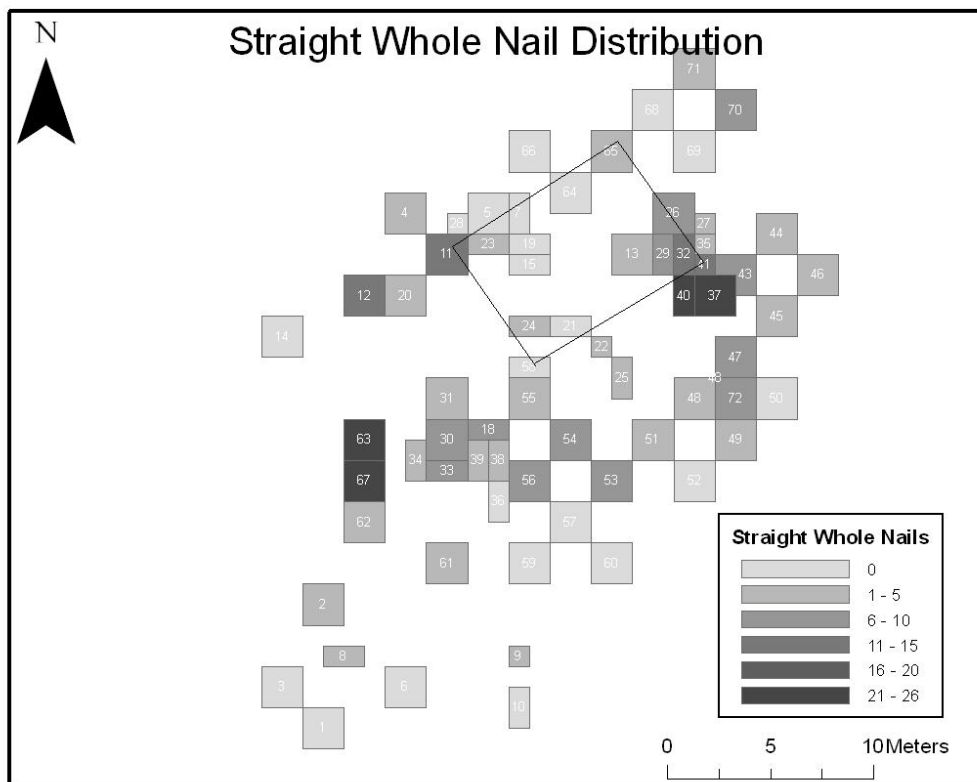 N
Straight Whole Nail Distribution
71
68 70
66 65 69
64
4 5 7 26
28 27 44
11 23 19 13 29 32 35
15 41 43 46
12 20 40 37
45
14 24 21
22 47
58
25 48
31 55 48 72 50
18
63 30 54 51 49
34 33 39 38
67 56 53 52
36
62 57
61 59 60
2
8 9
3 6
10
1
Straight Whole Nails
0
1 - 5
6 - 10
11 - 15
16 - 20
21 - 26
0 5 10 Meters